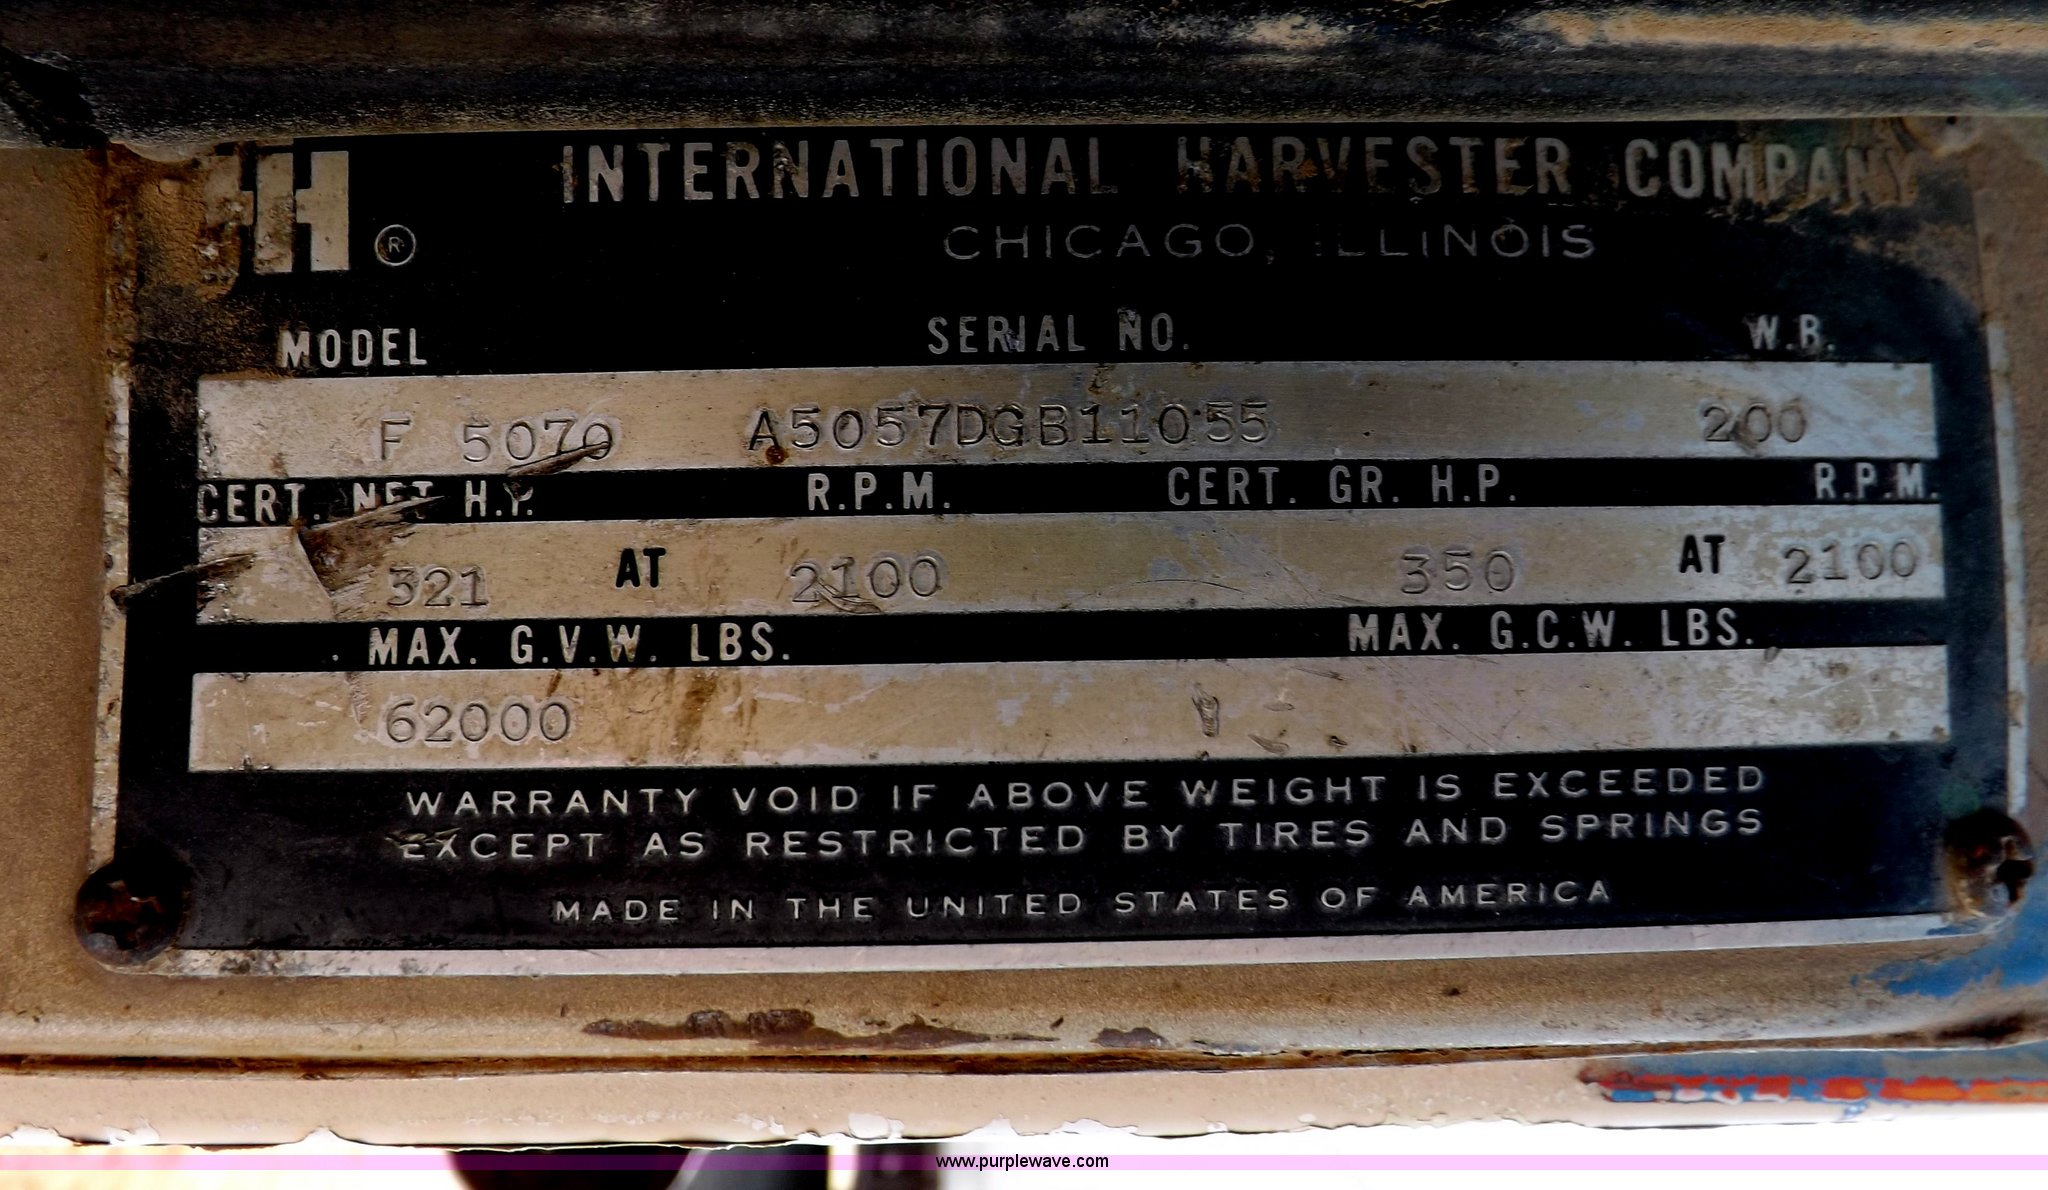 IH ®
INTERNATIONAL HARVESTER COMPANY
CHICAGO, ILLINOIS
MODEL SERIAL NO. W.B.
F 5070 A5057DGB11055 200
CERT. NET H.P. R.P.M. CERT. GR. H.P. R.P.M.
321 AT 2100 350 AT 2100
MAX. G.V.W. LBS. MAX. G.C.W. LBS.
62000
WARRANTY VOID IF ABOVE WEIGHT IS EXCEEDED
EXCEPT AS RESTRICTED BY TIRES AND SPRINGS
MADE IN THE UNITED STATES OF AMERICA
www.purplewave.com